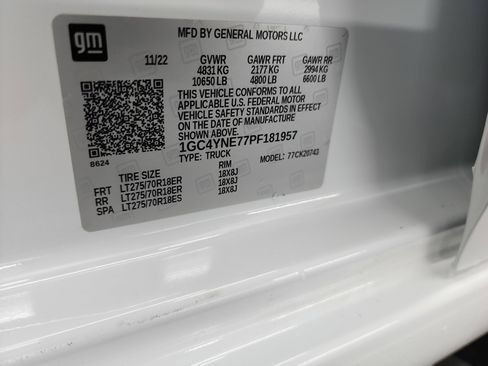 gm
MFD BY GENERAL MOTORS LLC
11/22 GVWR GAWR FRT GAWR RR
4831 KG 2177 KG 2994 KG
10650 LB 4800 LB 6600 LB
THIS VEHICLE CONFORMS TO ALL
APPLICABLE U.S. FEDERAL MOTOR
VEHICLE SAFETY STANDARDS IN EFFECT
ON THE DATE OF MANUFACTURE
SHOWN ABOVE.
1GC4YNE77PF181957
8624 TYPE: TRUCK MODEL: 77CK20743
TIRE SIZE RIM
FRT LT275/70R18ER 18X8J
RR LT275/70R18ER 18X8J
SPA LT275/70R18ES 18X8J